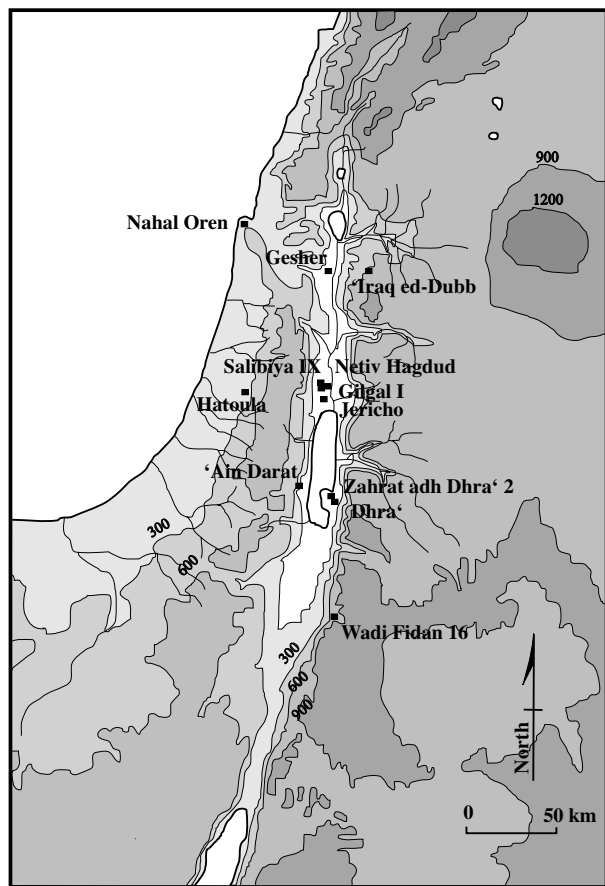 900
1200
Nahal Oren
Gesher
‘Iraq ed-Dubb
Salibiya IX
Netiv Hagdud
Gilgal I
Hatoula
Jericho
‘Ain Darat
Zahrat adh Dhra‘ 2
Dhra‘
300
600
Wadi Fidan 16
300
600
900
North
0
50 km